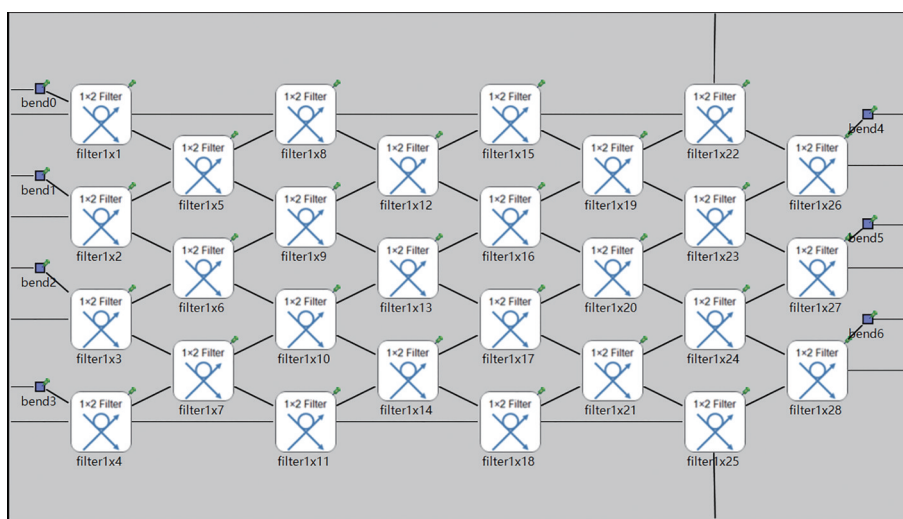 bend0
1×2 Filter
filter1x1
1×2 Filter
filter1x8
1×2 Filter
filter1x15
1×2 Filter
filter1x22
bend4
1×2 Filter
filter1x5
1×2 Filter
filter1x12
1×2 Filter
filter1x19
1×2 Filter
filter1x26
bend1
1×2 Filter
filter1x2
1×2 Filter
filter1x9
1×2 Filter
filter1x16
1×2 Filter
filter1x23
bend5
1×2 Filter
filter1x6
1×2 Filter
filter1x13
1×2 Filter
filter1x20
1×2 Filter
filter1x27
bend2
1×2 Filter
filter1x3
1×2 Filter
filter1x10
1×2 Filter
filter1x17
1×2 Filter
filter1x24
bend6
1×2 Filter
filter1x7
1×2 Filter
filter1x14
1×2 Filter
filter1x21
1×2 Filter
filter1x28
bend3
1×2 Filter
filter1x4
1×2 Filter
filter1x11
1×2 Filter
filter1x18
1×2 Filter
filter1x25